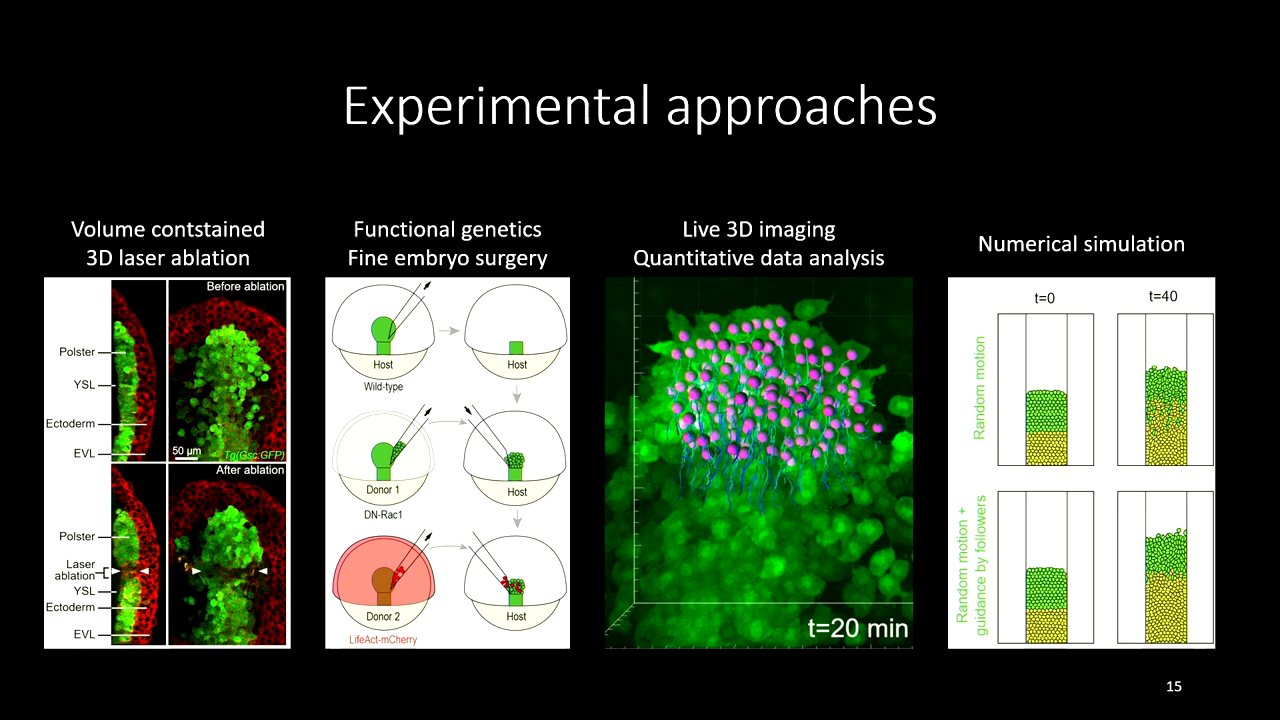 Experimental approaches
Volume contstained
3D laser ablation
Before ablation
Polster
YSL
Ectoderm
EVL
50 µm
Tg(Gsc:GFP)
After ablation
Polster
Laser
ablation
YSL
Ectoderm
EVL
Functional genetics
Fine embryo surgery
Host
Wild-type
Host
Donor 1
DN-Rac1
Host
Donor 2
LifeAct-mCherry
Host
Live 3D imaging
Quantitative data analysis
t=20 min
Numerical simulation
t=0
t=40
Random motion
Random motion +
guidance by followers
15